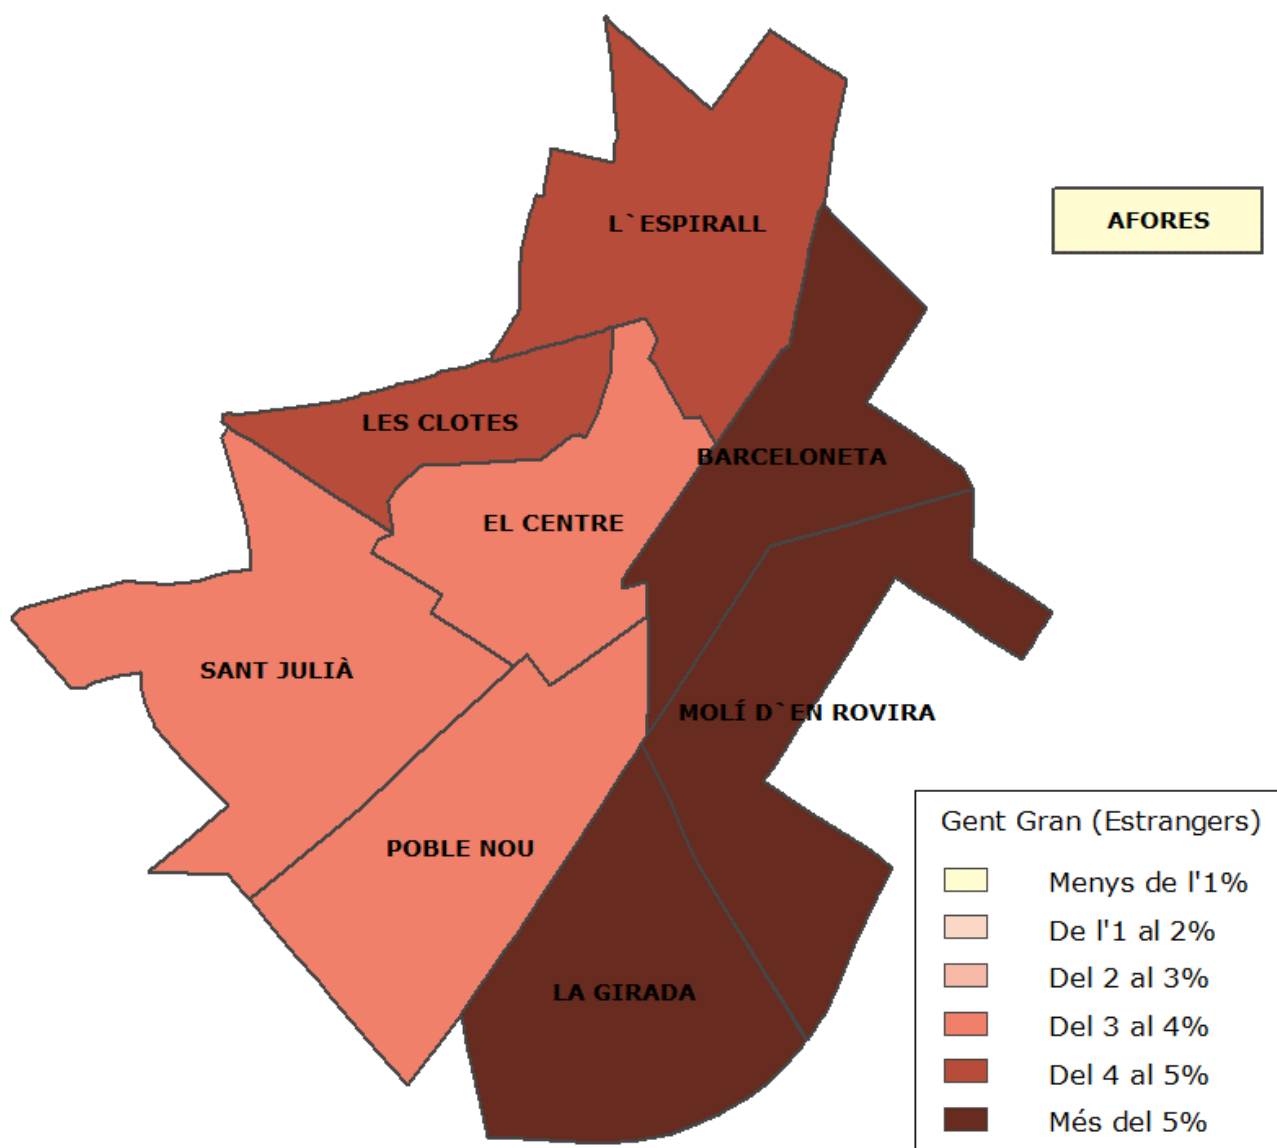 L`ESPIRALL
AFORES
LES CLOTES
BARCELONETA
EL CENTRE
SANT JULIÀ
MOLÍ D`EN ROVIRA
POBLE NOU
LA GIRADA
Gent Gran (Estrangers)
Menys de l'1%
De l'1 al 2%
Del 2 al 3%
Del 3 al 4%
Del 4 al 5%
Més del 5%